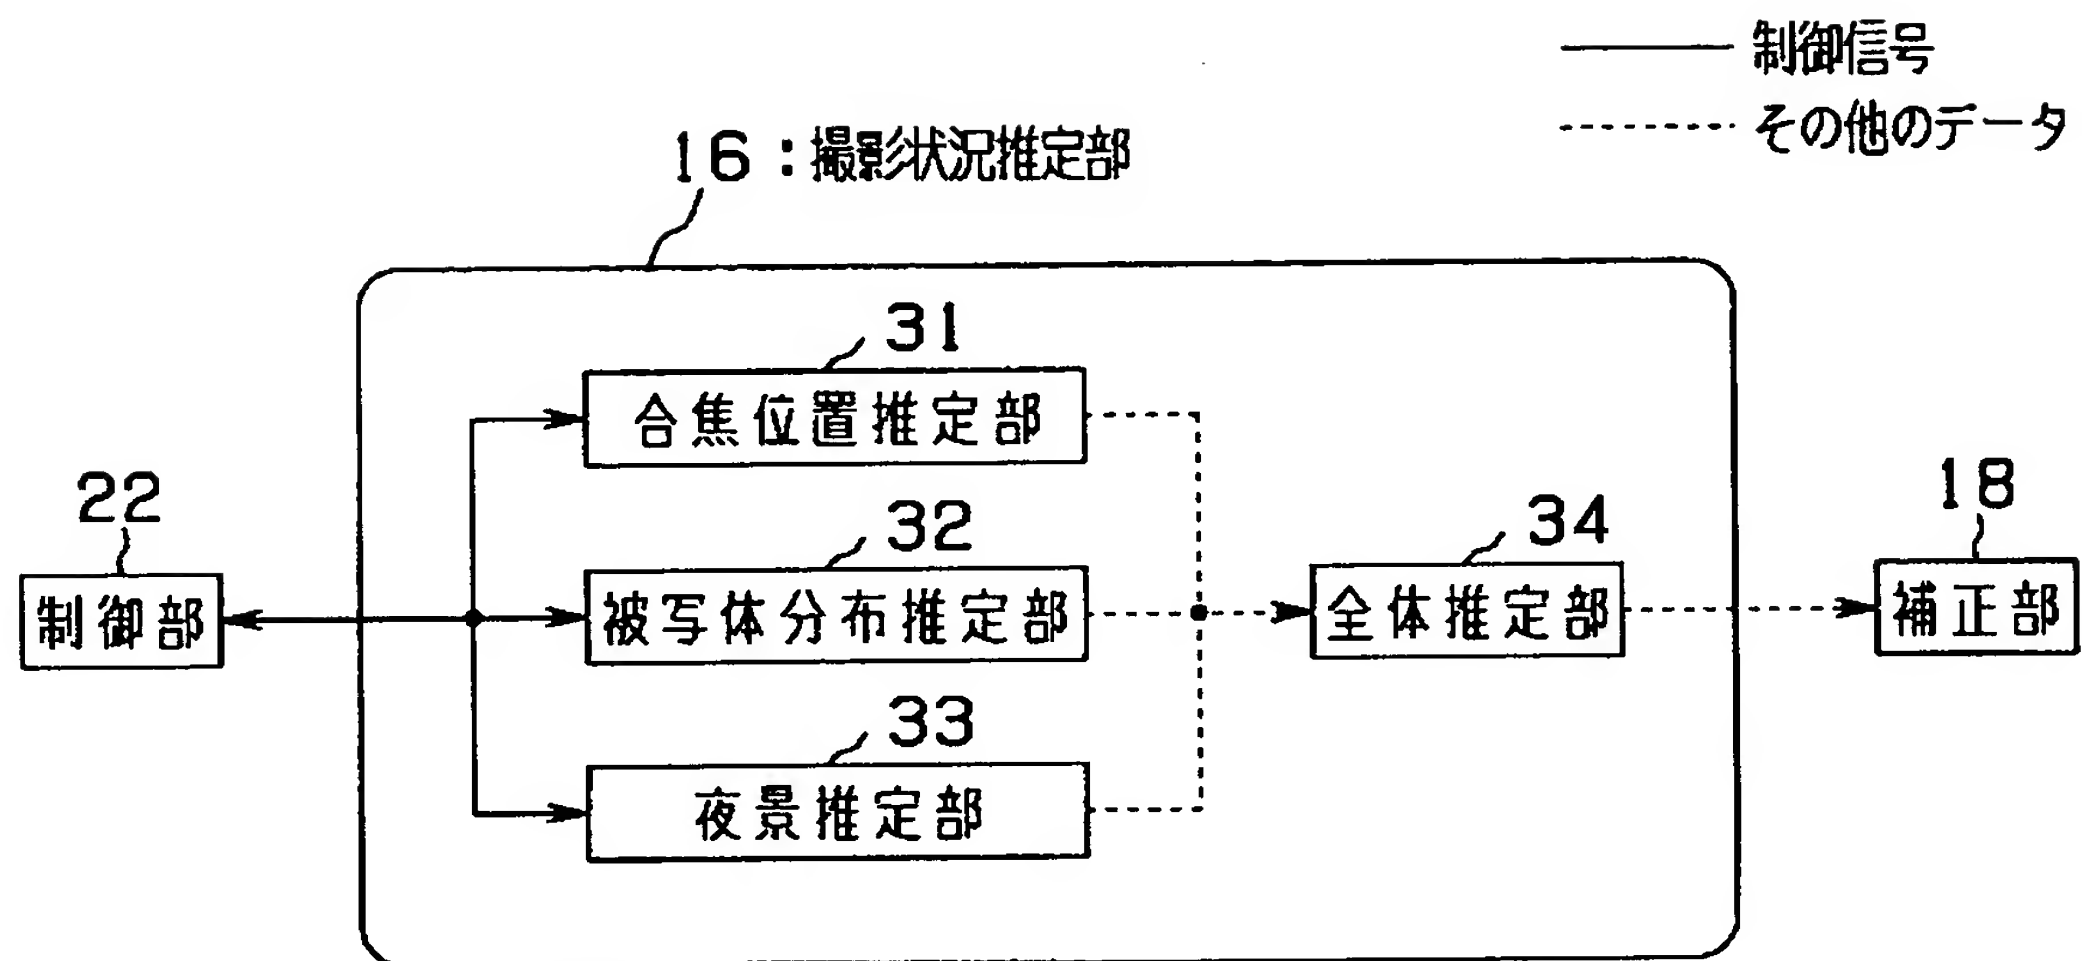 制御信号
その他のデータ
16：撮影状況推定部
31
合焦位置推定部
22
制御部
32
被写体分布推定部
34
全体推定部
18
補正部
33
夜景推定部